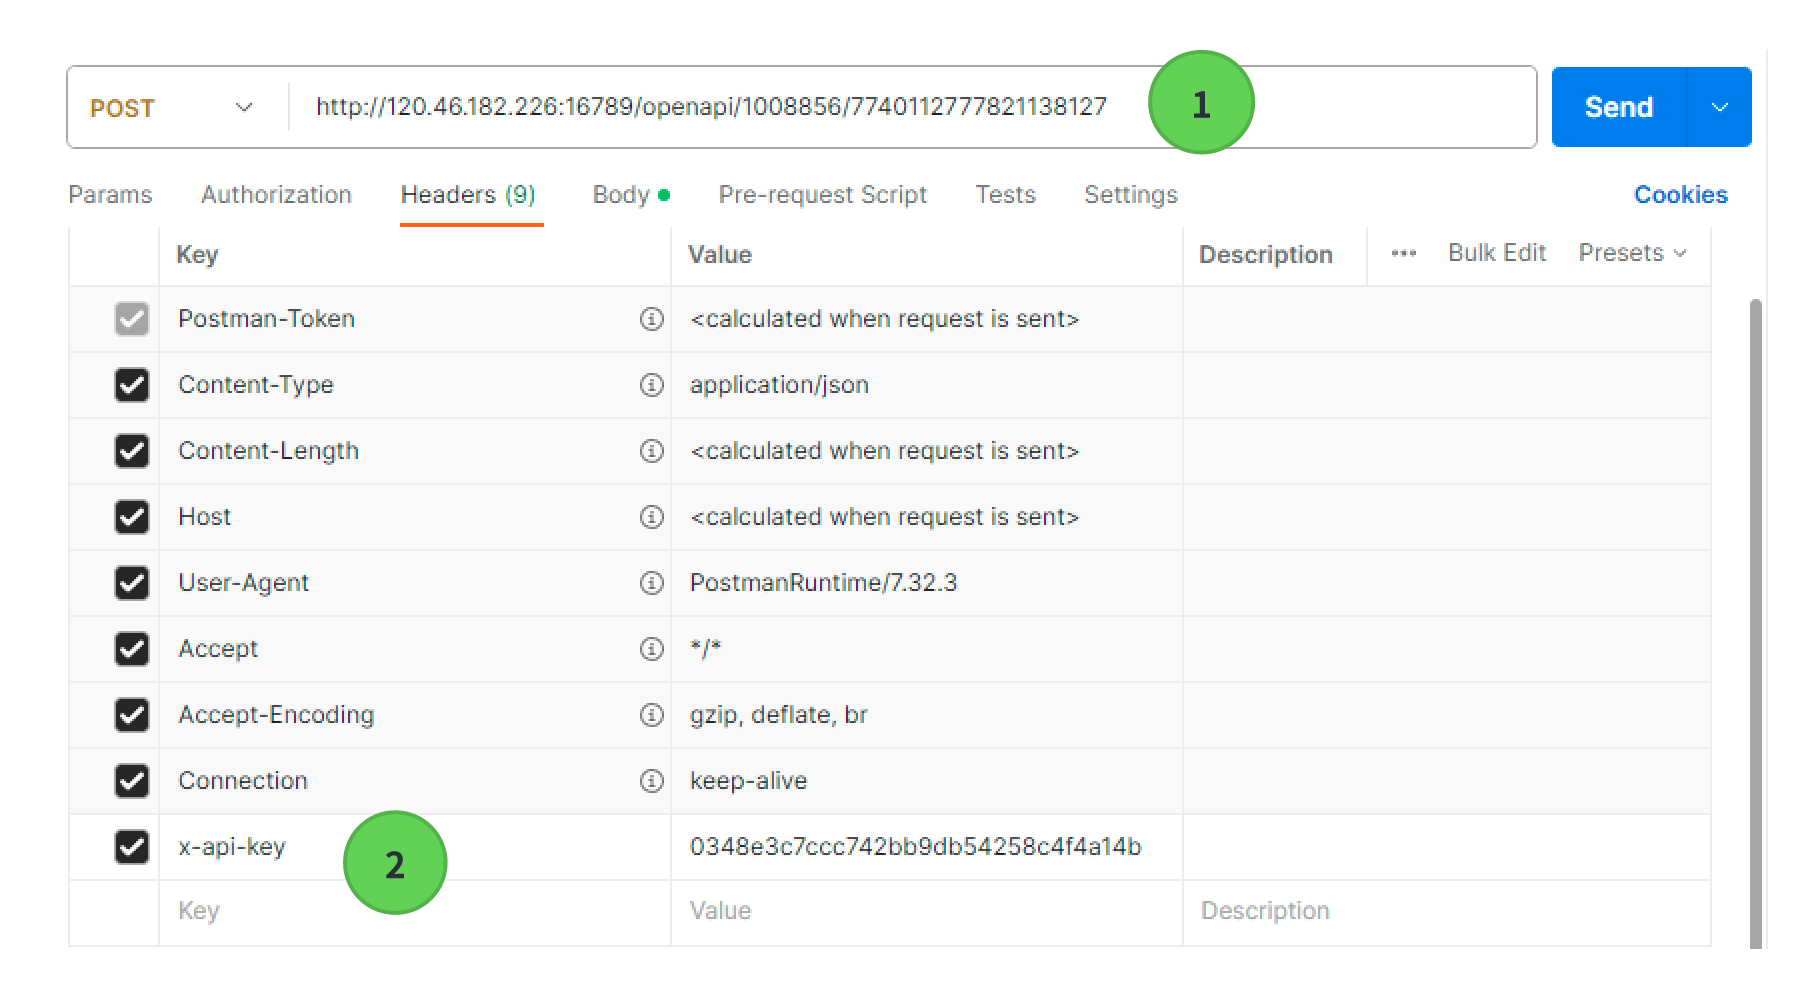 POST http://120.46.182.226:16789/openapi/1008856/7740112777821138127 1 Send
Params Authorization Headers (9) Body Pre-request Script Tests Settings Cookies
Key Value Description ••• Bulk Edit Presets
Postman-Token <calculated when request is sent>
Content-Type application/json
Content-Length <calculated when request is sent>
Host <calculated when request is sent>
User-Agent PostmanRuntime/7.32.3
Accept */*
Accept-Encoding gzip, deflate, br
Connection keep-alive
x-api-key 2 0348e3c7ccc742bb9db54258c4f4a14b
Key Value Description